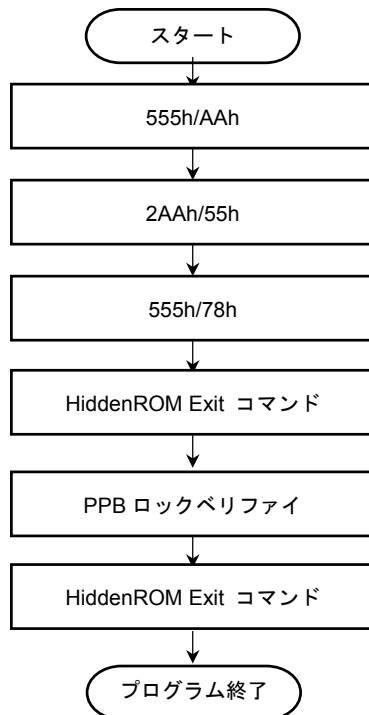 スタート
555h/AAh
2AAh/55h
555h/78h
HiddenROM Exit コマンド
PPB ロックベリファイ
HiddenROM Exit コマンド
プログラム終了